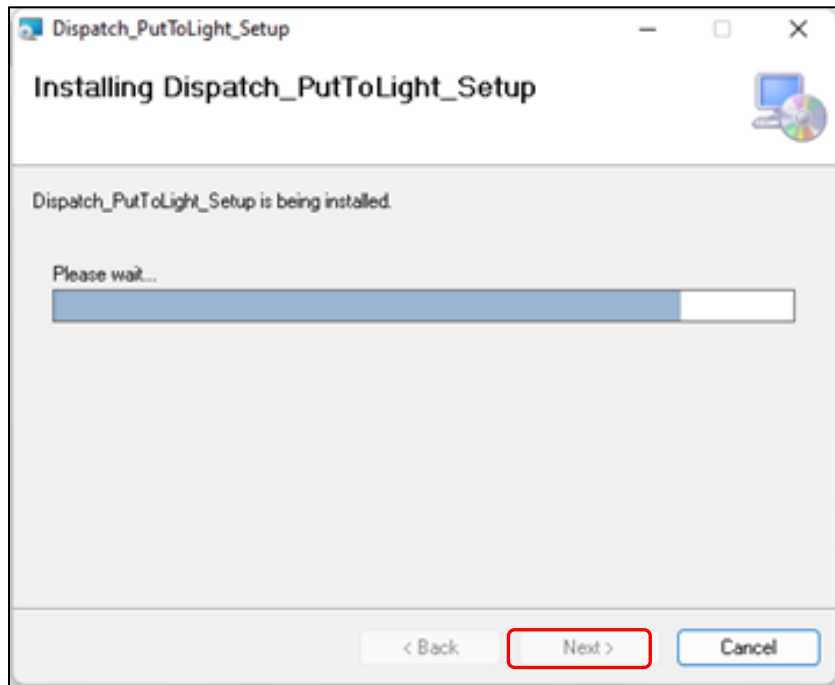 Dispatch_PutToLight_Setup
Installing Dispatch_PutToLight_Setup
Dispatch_PutToLight_Setup is being installed.
Please wait...
< Back Next > Cancel